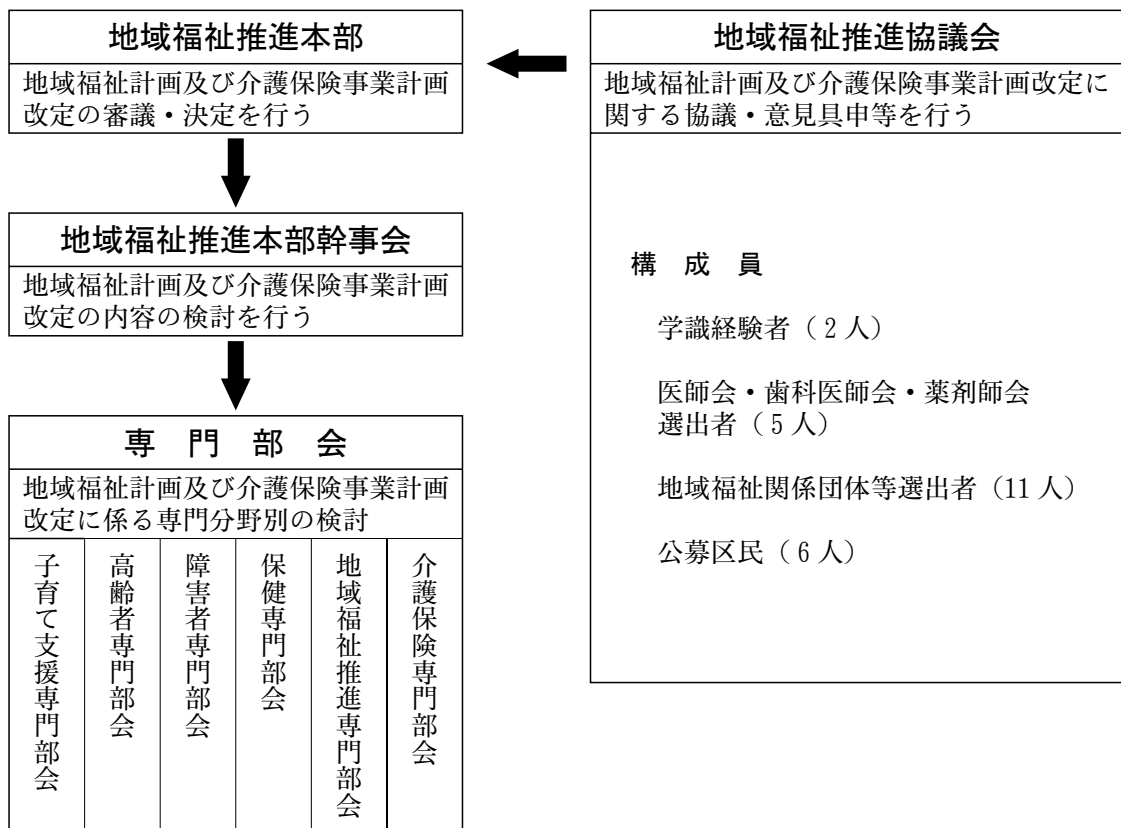 地域福祉推進本部
地域福祉計画及び介護保険事業計画
改定の審議・決定を行う
地域福祉推進本部幹事会
地域福祉計画及び介護保険事業計画
改定の内容の検討を行う
専門部会
地域福祉計画及び介護保険事業計画
改定に係る専門分野別の検討
子育て支援専門部会
高齢者専門部会
障害者専門部会
保健専門部会
地域福祉推進専門部会
介護保険専門部会
地域福祉推進協議会
地域福祉計画及び介護保険事業計画改定に
関する協議・意見具申等を行う
構成員
学識経験者(2人)
医師会・歯科医師会・薬剤師会
選出者(5人)
地域福祉関係団体等選出者(11人)
公募区民(6人)